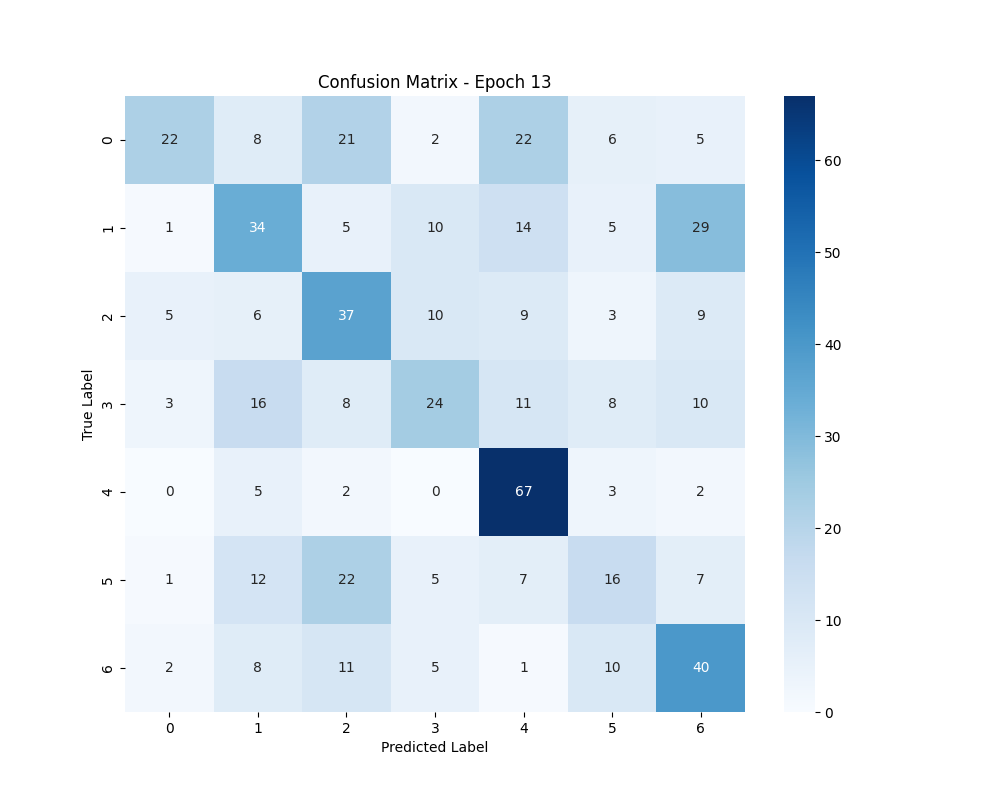 Confusion Matrix - Epoch 13
True Label
0 22 8 21 2 22 6 5
1 1 34 5 10 14 5 29
2 5 6 37 10 9 3 9
3 3 16 8 24 11 8 10
4 0 5 2 0 67 3 2
5 1 12 22 5 7 16 7
6 2 8 11 5 1 10 40
0 1 2 3 4 5 6
Predicted Label
60
50
40
30
20
10
0